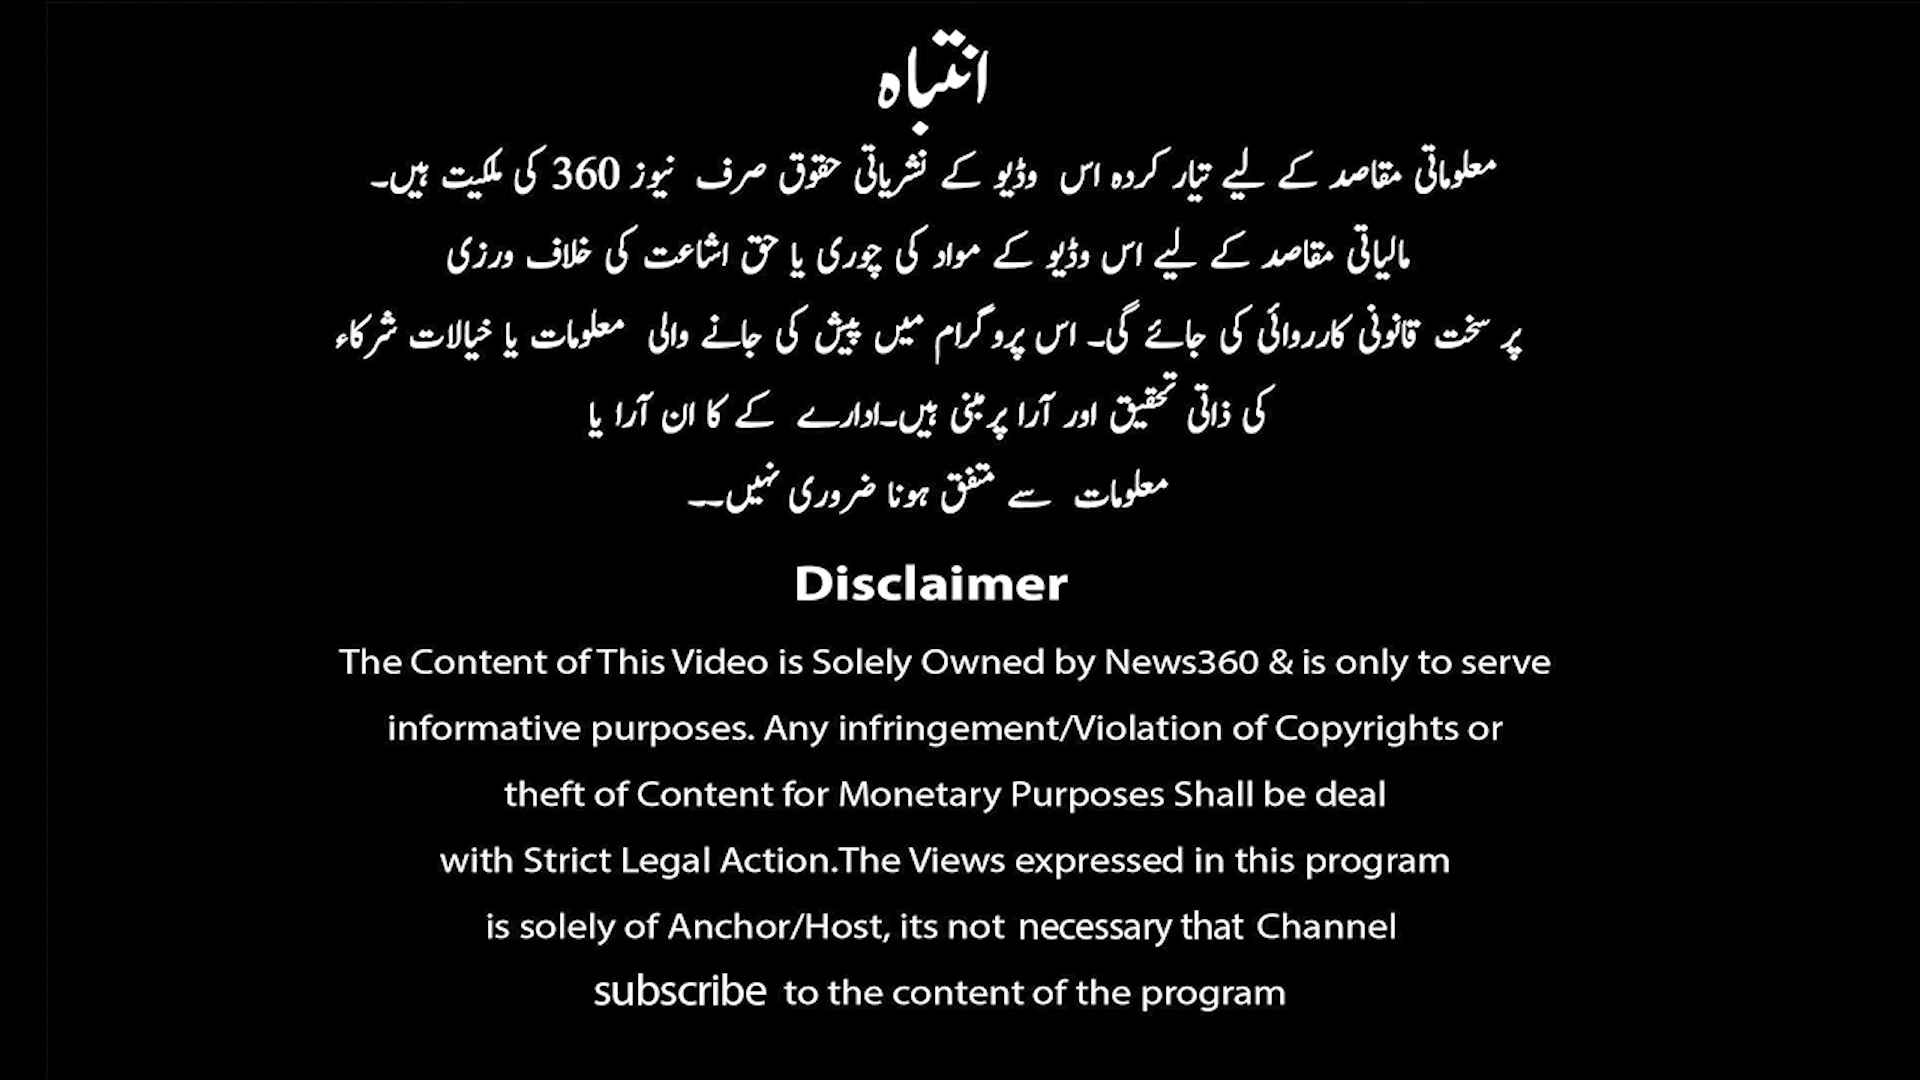 انتباہ
معلوماتی مقاصد کے لیے تیار کردہ اس وڈیو کے نشریاتی حقوق صرف نیوز 360 کی ملکیت ہیں۔
مالیاتی مقاصد کے لیے اس وڈیو کے مواد کی چوری یا حق اشاعت کی خلاف ورزی
پر سخت قانونی کارروائی کی جائے گی۔ اس پروگرام میں پیش کی جانے والی معلومات یا خیالات شرکاء
کی ذاتی تحقیق اور آرا پر مبنی ہیں۔ادارے کے کا ان آرا یا
معلومات سے متفق ہونا ضروری نہیں۔۔
Disclaimer
The Content of This Video is Solely Owned by News360 & is only to serve
informative purposes. Any infringement/Violation of Copyrights or
theft of Content for Monetary Purposes Shall be deal
with Strict Legal Action.The Views expressed in this program
is solely of Anchor/Host, its not necessary that Channel
subscribe to the content of the program